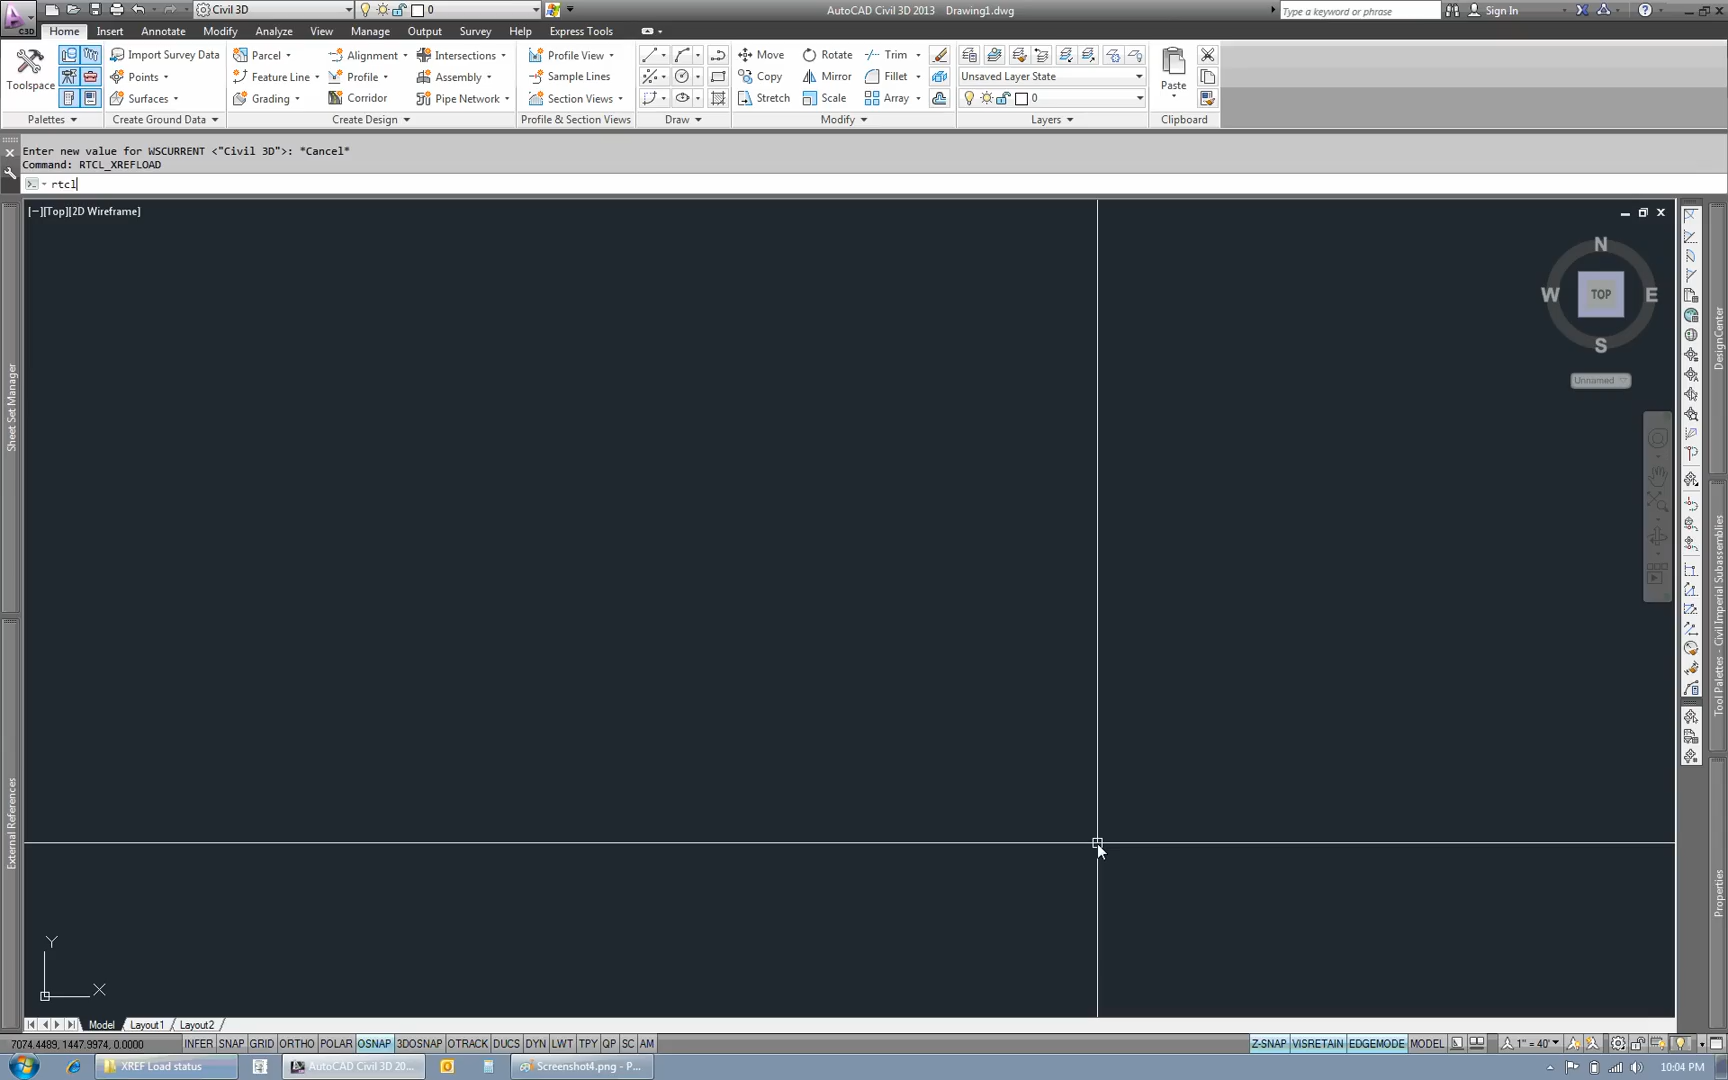 Civil 3D
0
AutoCAD Civil 3D 2013 Drawing1.dwg
Type a keyword or phrase
Sign In
C3D
Home Insert Annotate Modify Analyze View Manage Output Survey Help Express Tools
Toolspace
Import Survey Data
Points
Surfaces
Parcel
Feature Line
Grading
Alignment
Profile
Corridor
Intersections
Assembly
Pipe Network
Profile View
Sample Lines
Section Views
Move
Copy
Stretch
Rotate
Mirror
Scale
Trim
Fillet
Array
Unsaved Layer State
0
Paste
Palettes Create Ground Data Create Design Profile & Section Views Draw Modify Layers Clipboard
Enter new value for WSCURRENT <"Civil 3D">: *Cancel*
Command: RTCL_XREFLOAD
rtcl
[−][Top][2D Wireframe]
N
W TOP E
S
Unnamed
Sheet Set Manager
External References
DesignCenter
Tool Palettes - Civil Imperial Subassemblies
Properties
Y
X
Model Layout1 Layout2
7074.4489, 1447.9974, 0.0000 INFER SNAP GRID ORTHO POLAR OSNAP 3DOSNAP OTRACK DUCS DYN LWT TPY QP SC AM Z-SNAP VISRETAIN EDGEMODE MODEL 1" = 40'
XREF Load status AutoCAD Civil 3D 20... Screenshot4.png - P... 10:04 PM